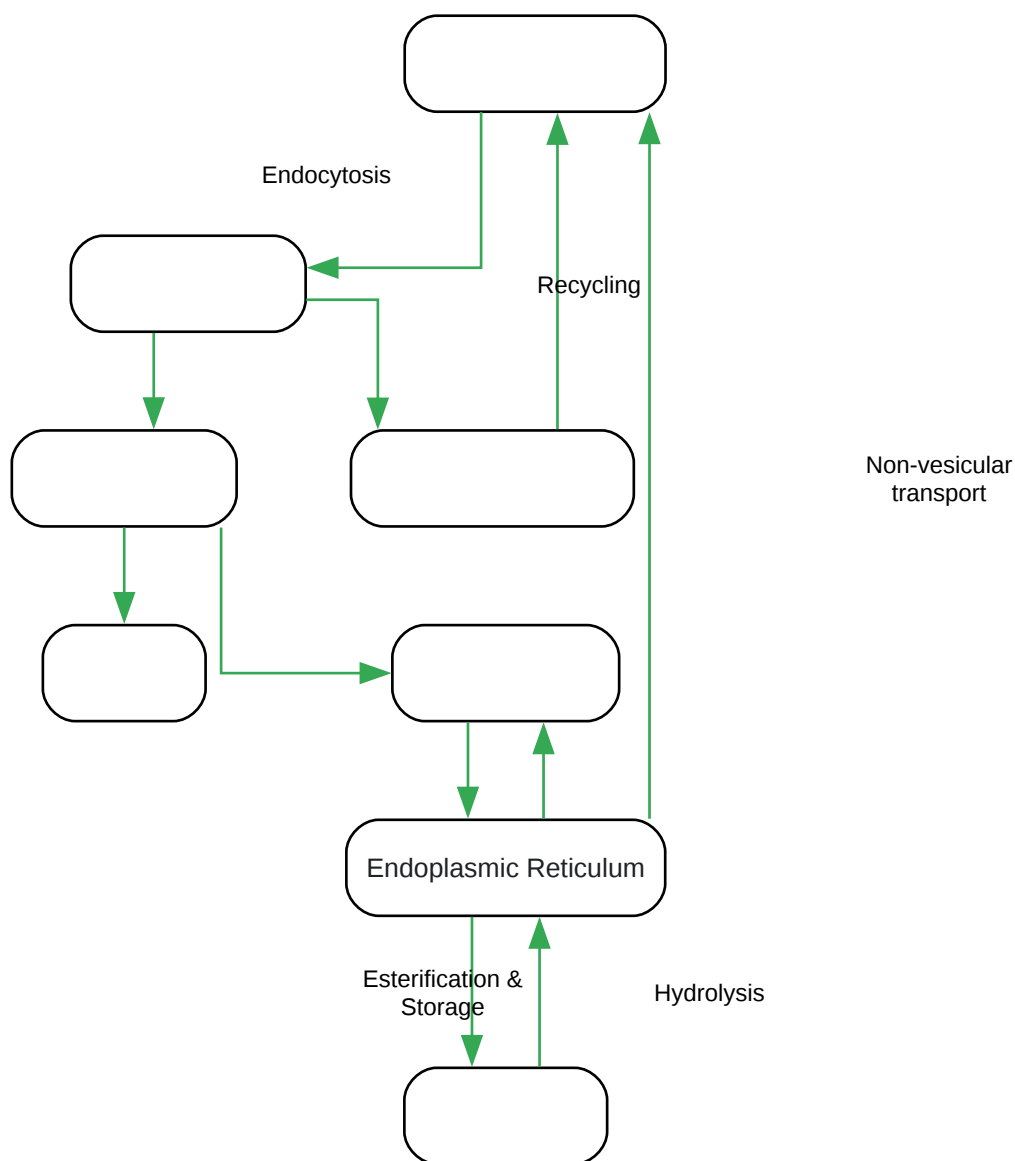 Endocytosis
Recycling
Non-vesicular
transport
Endoplasmic Reticulum
Esterification &
Storage
Hydrolysis